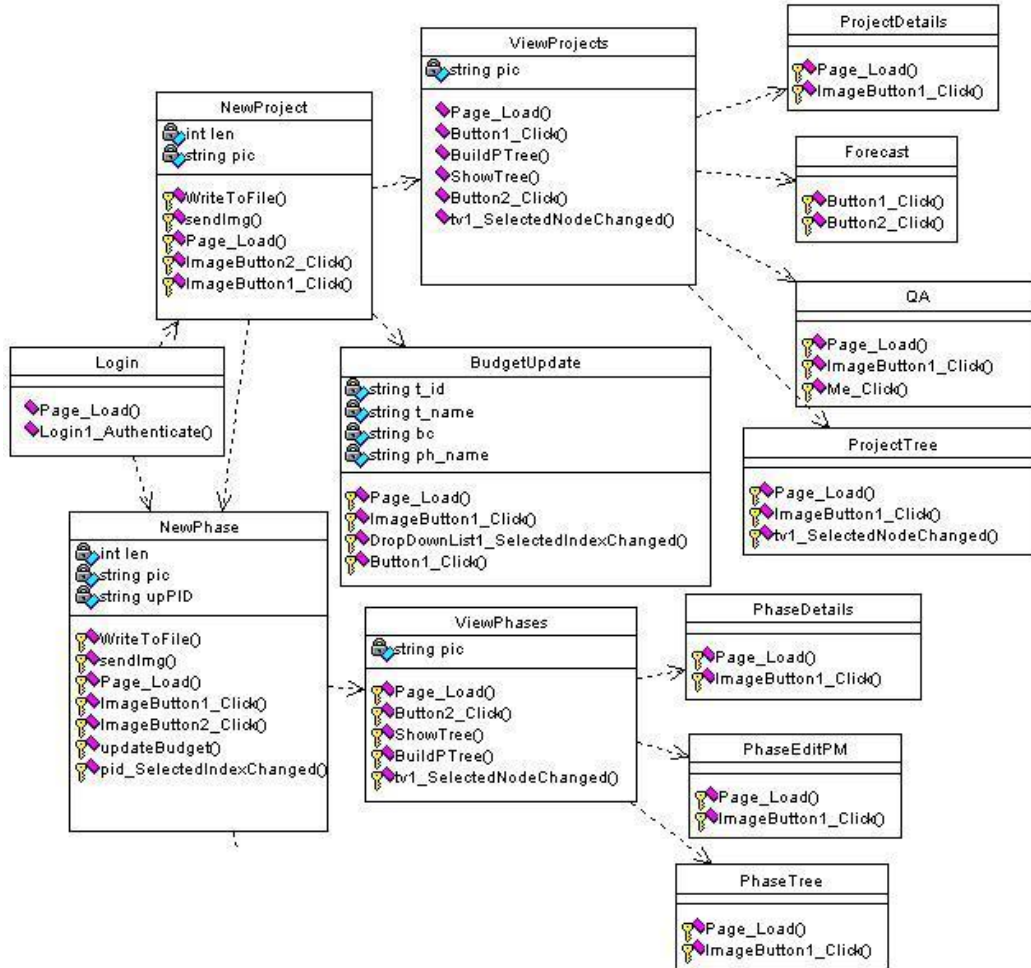 ProjectDetails
Page_Load()
ImageButton1_Click()
ViewProjects
string pic
Page_Load()
Button1_Click()
BuildPTree()
ShowTree()
Button2_Click()
tv1_SelectedNodeChanged()
NewProject
int len
string pic
WriteToFile()
sendImg()
Page_Load()
ImageButton2_Click()
ImageButton1_Click()
Forecast
Button1_Click()
Button2_Click()
QA
Page_Load()
ImageButton1_Click()
Me_Click()
Login
Page_Load()
Login1_Authenticate()
BudgetUpdate
string t_id
string t_name
string bc
string ph_name
Page_Load()
ImageButton1_Click()
DropDownList1_SelectedIndexChanged()
Button1_Click()
ProjectTree
Page_Load()
ImageButton1_Click()
tv1_SelectedNodeChanged()
NewPhase
int len
string pic
string upPID
WriteToFile()
sendImg()
Page_Load()
ImageButton1_Click()
ImageButton2_Click()
updateBudget()
pid_SelectedIndexChanged()
ViewPhases
string pic
Page_Load()
Button2_Click()
ShowTree()
BuildPTree()
tv1_SelectedNodeChanged()
PhaseDetails
Page_Load()
ImageButton1_Click()
PhaseEditPM
Page_Load()
ImageButton1_Click()
PhaseTree
Page_Load()
ImageButton1_Click()